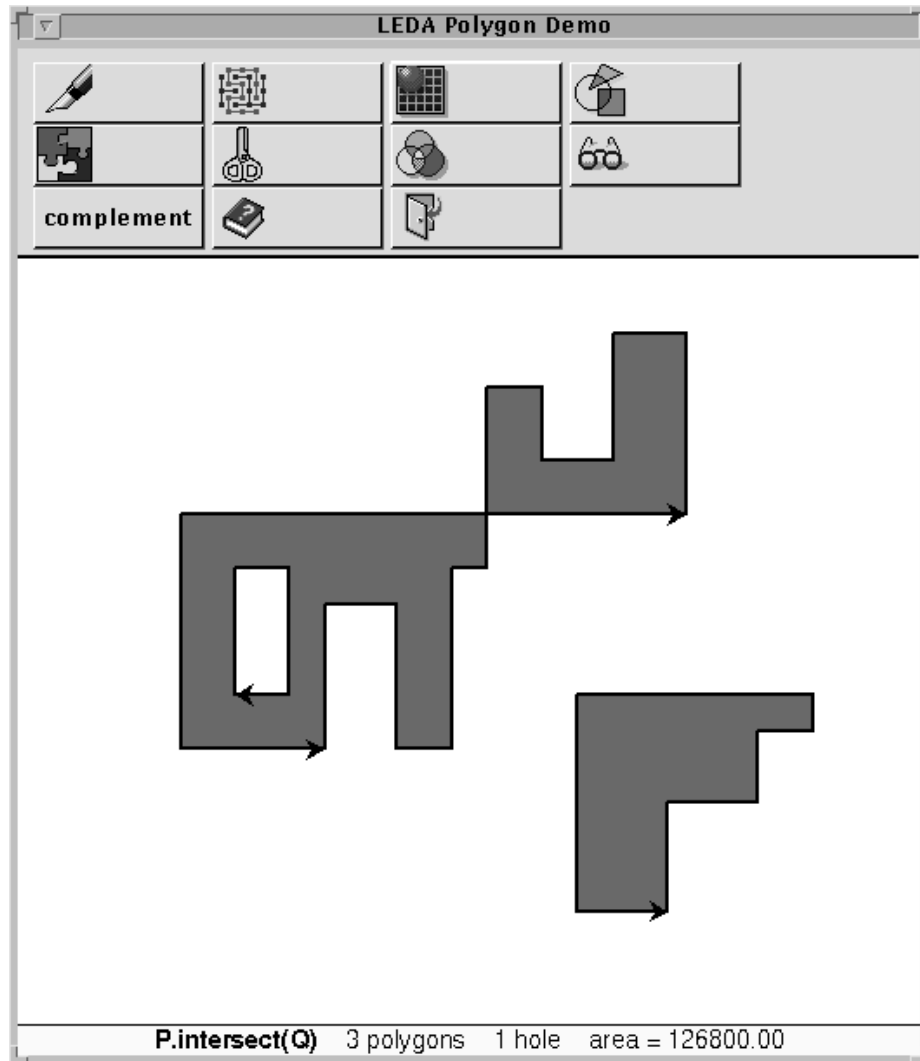 LEDA Polygon Demo
complement
?
P.intersect(Q) 3 polygons 1 hole area = 126800.00